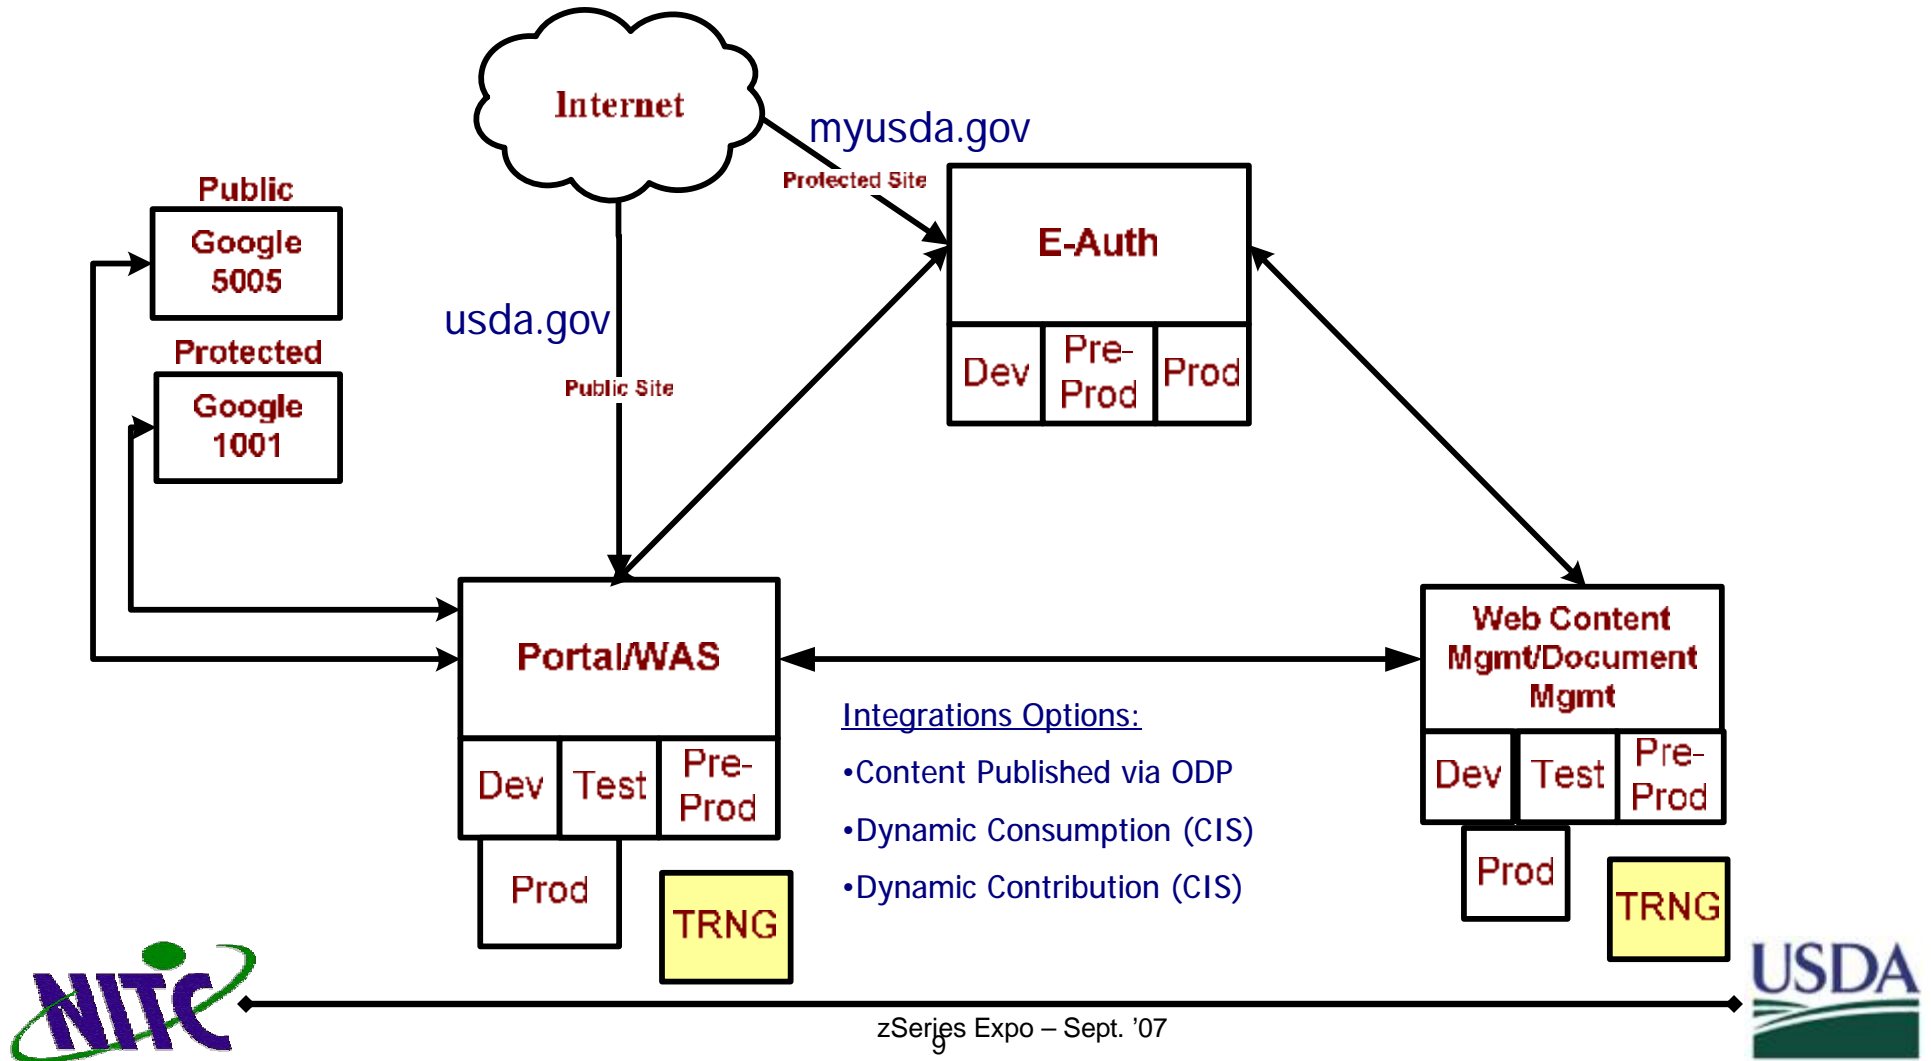 Internet
myusda.gov
Protected Site
Public
Google
5005
Protected
Google
1001
usda.gov
Public Site
E-Auth
Dev
Pre-
Prod
Prod
Portal/WAS
Dev
Test
Pre-
Prod
Prod
TRNG
Integrations Options:
•Content Published via ODP
•Dynamic Consumption (CIS)
•Dynamic Contribution (CIS)
Web Content
Mgmt/Document
Mgmt
Dev
Test
Pre-
Prod
Prod
TRNG
NITC
zSeries Expo – Sept. ’07
9
USDA